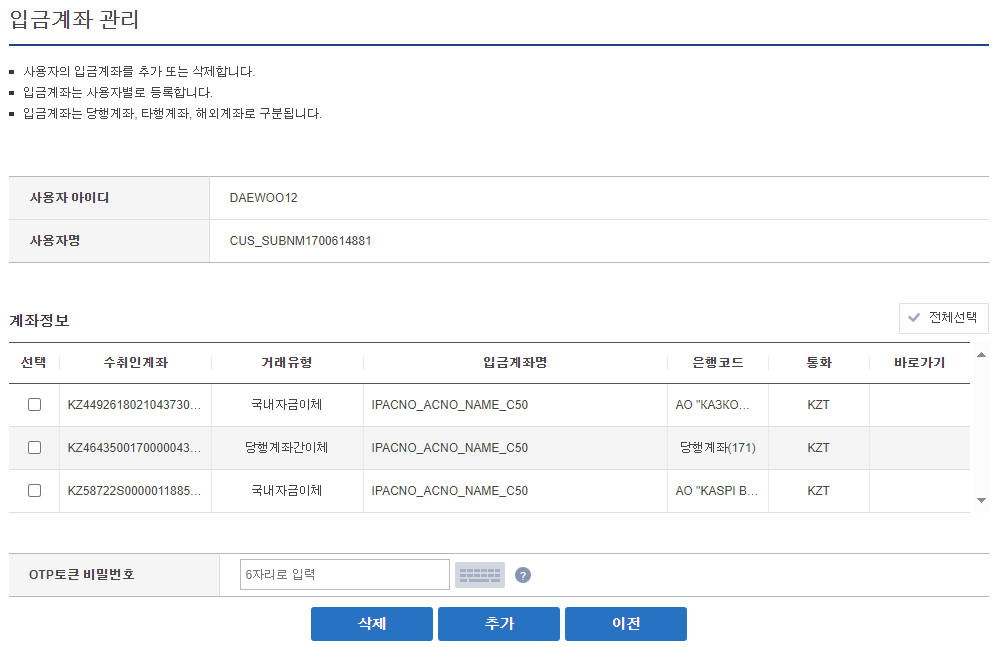 입금계좌 관리
사용자의 입금계좌를 추가 또는 삭제합니다.
입금계좌는 사용자별로 등록합니다.
입금계좌는 당행계좌, 타행계좌, 해외계좌로 구분됩니다.
사용자 아이디 DAEWOO12
사용자명 CUS_SUBNM1700614881
계좌정보 전체선택
선택 수취인계좌 거래유형 입금계좌명 은행코드 통화 바로가기
KZ4492618021043730... 국내자금이체 IPACNO_ACNO_NAME_C50 АО "КАЗКО... KZT
KZ4643500170000043... 당행계좌간이체 IPACNO_ACNO_NAME_C50 당행계좌(171) KZT
KZ58722S0000011885... 국내자금이체 IPACNO_ACNO_NAME_C50 АО "KASPI B... KZT
OTP토큰 비밀번호 6자리로 입력 ?
삭제 추가 이전